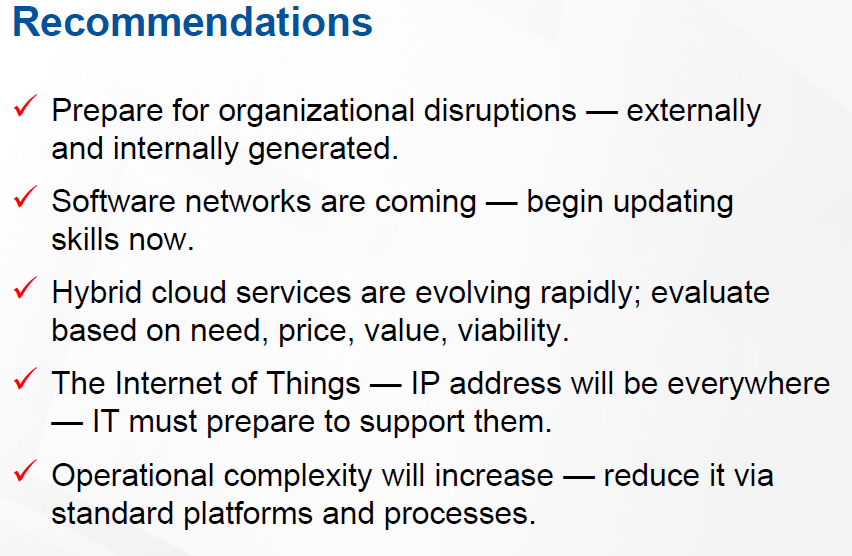 Recommendations
Prepare for organizational disruptions — externally
and internally generated.
Software networks are coming — begin updating
skills now.
Hybrid cloud services are evolving rapidly; evaluate
based on need, price, value, viability.
The Internet of Things — IP address will be everywhere
— IT must prepare to support them.
Operational complexity will increase — reduce it via
standard platforms and processes.